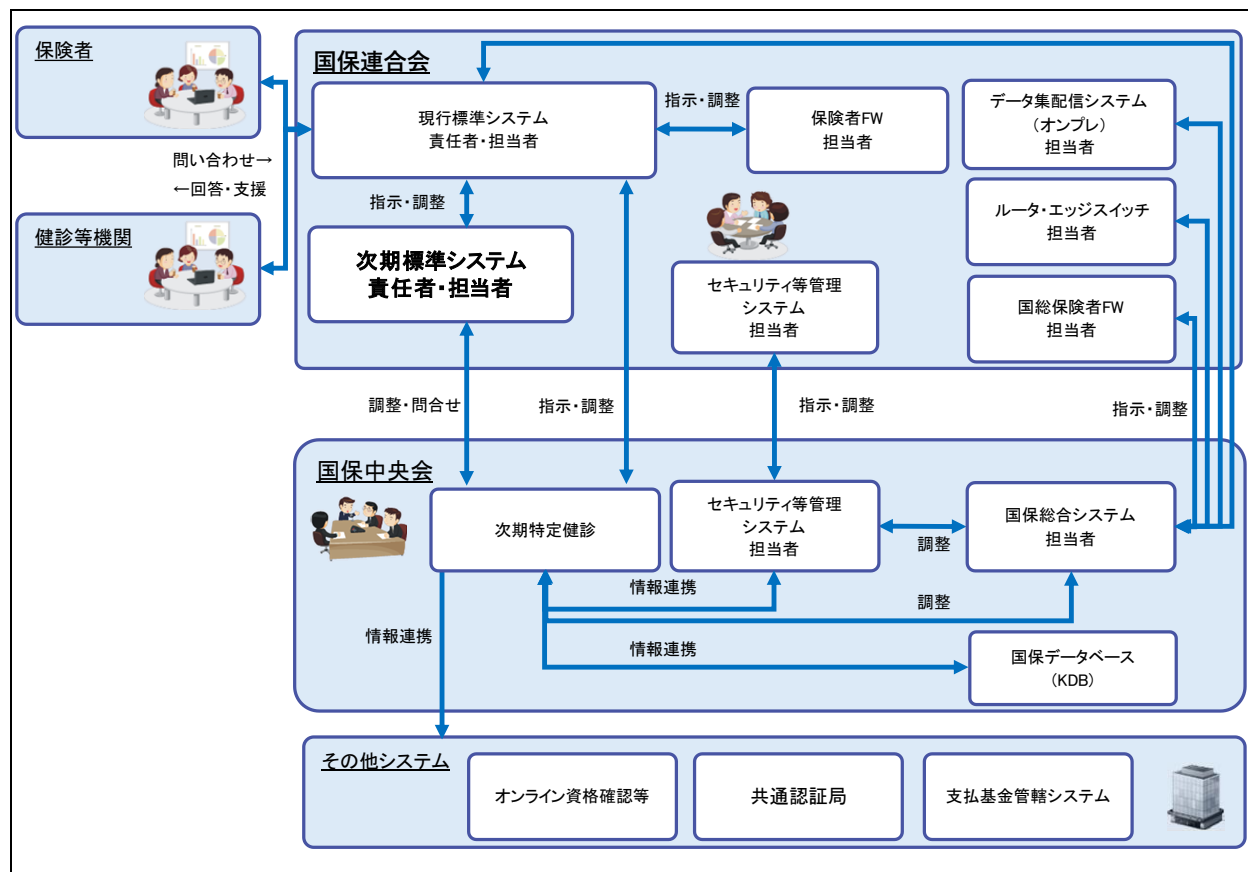 保険者
問い合わせ→
←回答・支援
健診等機関
国保連合会
現行標準システム
責任者・担当者
指示・調整
保険者FW
担当者
データ集配信システム
(オンプレ)
担当者
指示・調整
次期標準システム
責任者・担当者
ルータ・エッジスイッチ
担当者
セキュリティ等管理
システム
担当者
国総保険者FW
担当者
調整・問合せ
指示・調整
指示・調整
指示・調整
国保中央会
次期特定健診
セキュリティ等管理
システム
担当者
調整
国保総合システム
担当者
情報連携
調整
情報連携
情報連携
国保データベース
(KDB)
その他システム
オンライン資格確認等
共通認証局
支払基金管轄システム